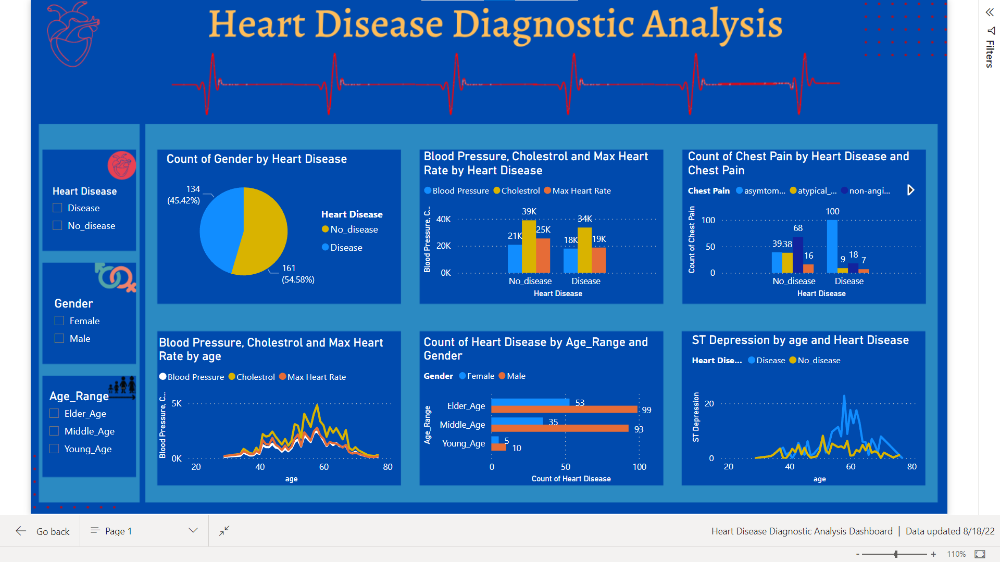 Heart Disease Diagnostic Analysis
Filters
Heart Disease
Disease
No_disease
Gender
Female
Male
Age_Range
Elder_Age
Middle_Age
Young_Age
Count of Gender by Heart Disease
134
(45.42%)
161
(54.58%)
Heart Disease
No_disease
Disease
Blood Pressure, Cholestrol and Max Heart
Rate by Heart Disease
Blood Pressure Cholestrol Max Heart Rate
Blood Pressure, C...
40K
20K
0K
21K 39K 25K
18K 34K 19K
No_disease Disease
Heart Disease
Count of Chest Pain by Heart Disease and
Chest Pain
Chest Pain asymtom... atypical_... non-angi...
Count of Chest Pain
100
50
0
39 38 68 16
100 9 18 7
No_disease Disease
Heart Disease
Blood Pressure, Cholestrol and Max Heart
Rate by age
Blood Pressure Cholestrol Max Heart Rate
Blood Pressure, C...
5K
0K
20 40 60 80
age
Count of Heart Disease by Age_Range and
Gender
Gender Female Male
Age_Range
Elder_Age 53 99
Middle_Age 35 93
Young_Age 5 10
0 50 100
Count of Heart Disease
ST Depression by age and Heart Disease
Heart Dise... Disease No_disease
ST Depression
20
0
20 40 60 80
age
Go back
Page 1
Heart Disease Diagnostic Analysis Dashboard | Data updated 8/18/22
- + 110%